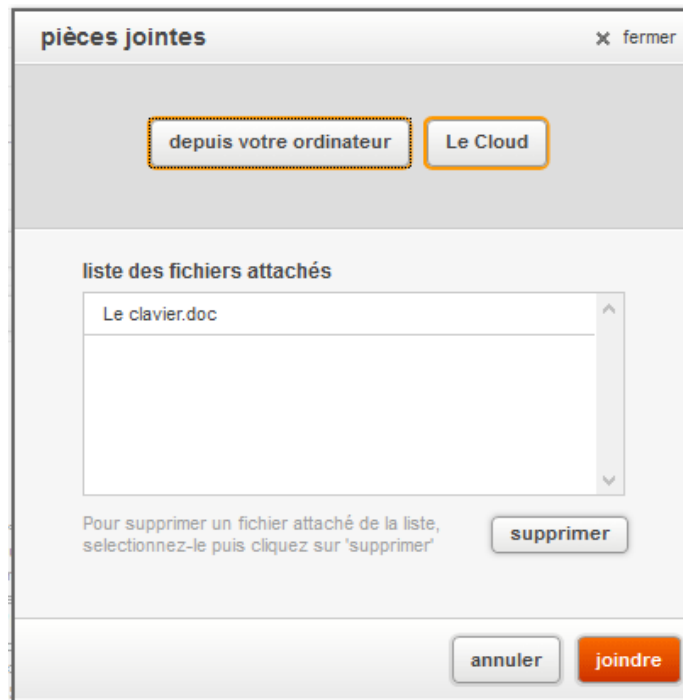 pièces jointes
x fermer
depuis votre ordinateur
Le Cloud
liste des fichiers attachés
Le clavier.doc
Pour supprimer un fichier attaché de la liste,
selectionnez-le puis cliquez sur 'supprimer'
supprimer
annuler
joindre